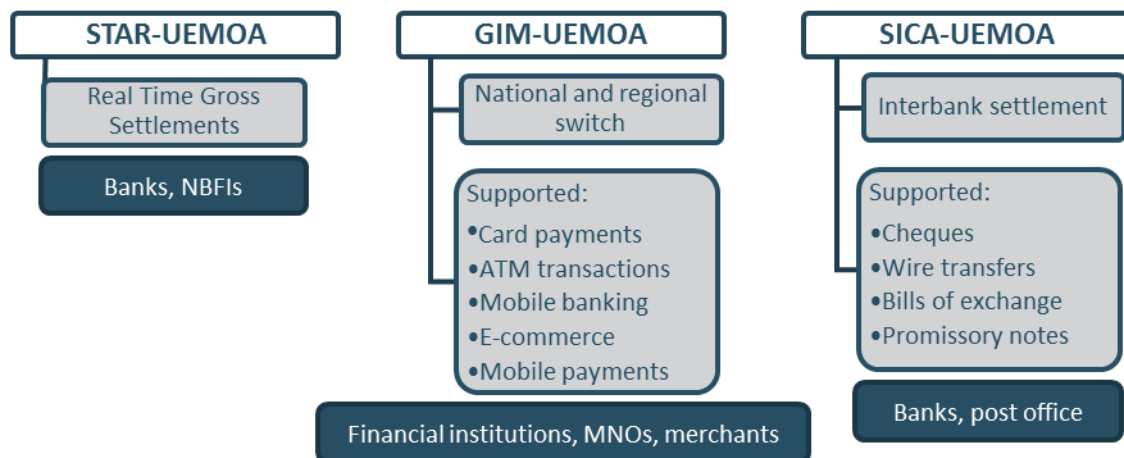 STAR-UEMOA
Real Time Gross
Settlements
Banks, NBFIs
GIM-UEMOA
National and regional
switch
Supported:
•Card payments
•ATM transactions
•Mobile banking
•E-commerce
•Mobile payments
Financial institutions, MNOs, merchants
SICA-UEMOA
Interbank settlement
Supported:
•Cheques
•Wire transfers
•Bills of exchange
•Promissory notes
Banks, post office